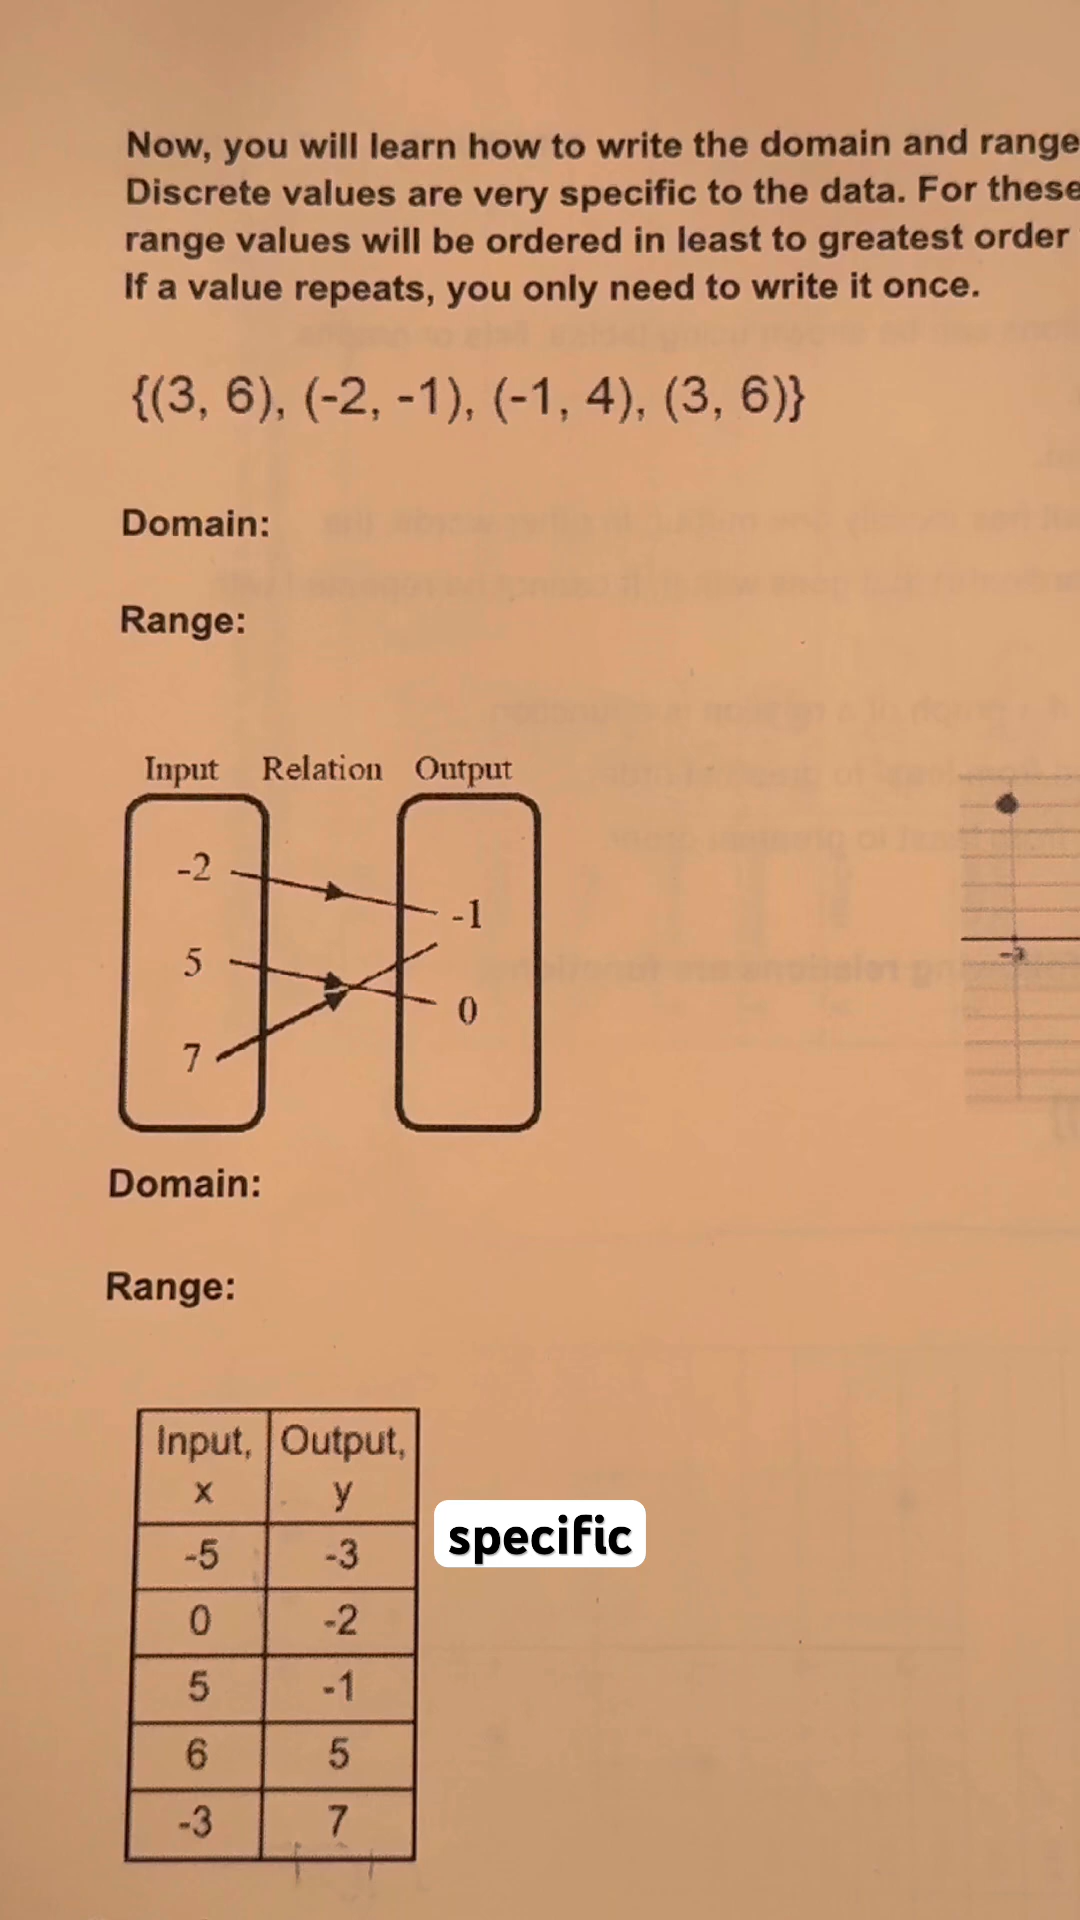 Now, you will learn how to write the domain and range
Discrete values are very specific to the data. For these
range values will be ordered in least to greatest order
If a value repeats, you only need to write it once.
{(3, 6), (-2, -1), (-1, 4), (3, 6)}
Domain:
Range:
Input Relation Output
-2
-1
5
0
7
Domain:
Range:
Input, x Output, y
-5 -3
0 -2
5 -1
6 5
-3 7
specific